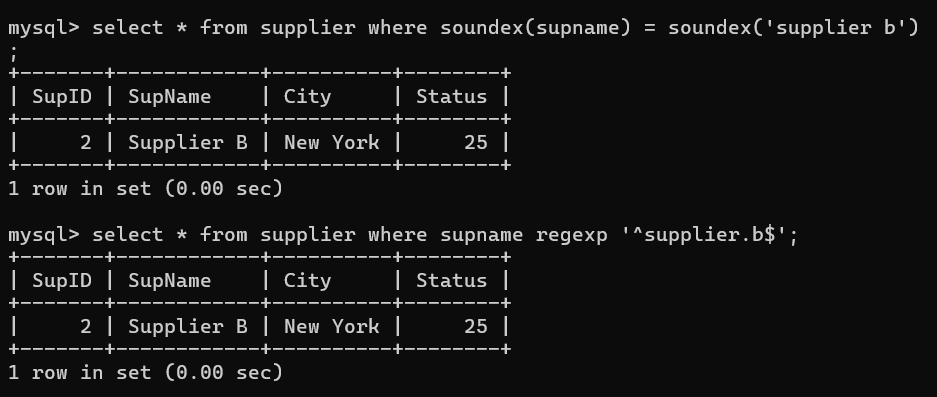 mysql> select * from supplier where soundex(supname) = soundex('supplier b')
;
+-------+------------+----------+--------+
| SupID | SupName    | City     | Status |
+-------+------------+----------+--------+
|     2 | Supplier B | New York |     25 |
+-------+------------+----------+--------+
1 row in set (0.00 sec)

mysql> select * from supplier where supname regexp '^supplier.b$';
+-------+------------+----------+--------+
| SupID | SupName    | City     | Status |
+-------+------------+----------+--------+
|     2 | Supplier B | New York |     25 |
+-------+------------+----------+--------+
1 row in set (0.00 sec)